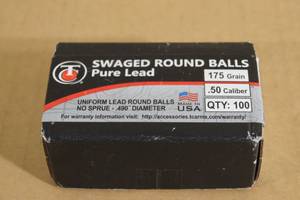 SWAGED ROUND BALLS
Pure Lead
175 Grain
.50 Caliber
QTY: 100
UNIFORM LEAD ROUND BALLS
NO SPRUE - .490" DIAMETER
MADE IN
USA
For warranty information visit: http://accessories.tcarms.com/warranty/